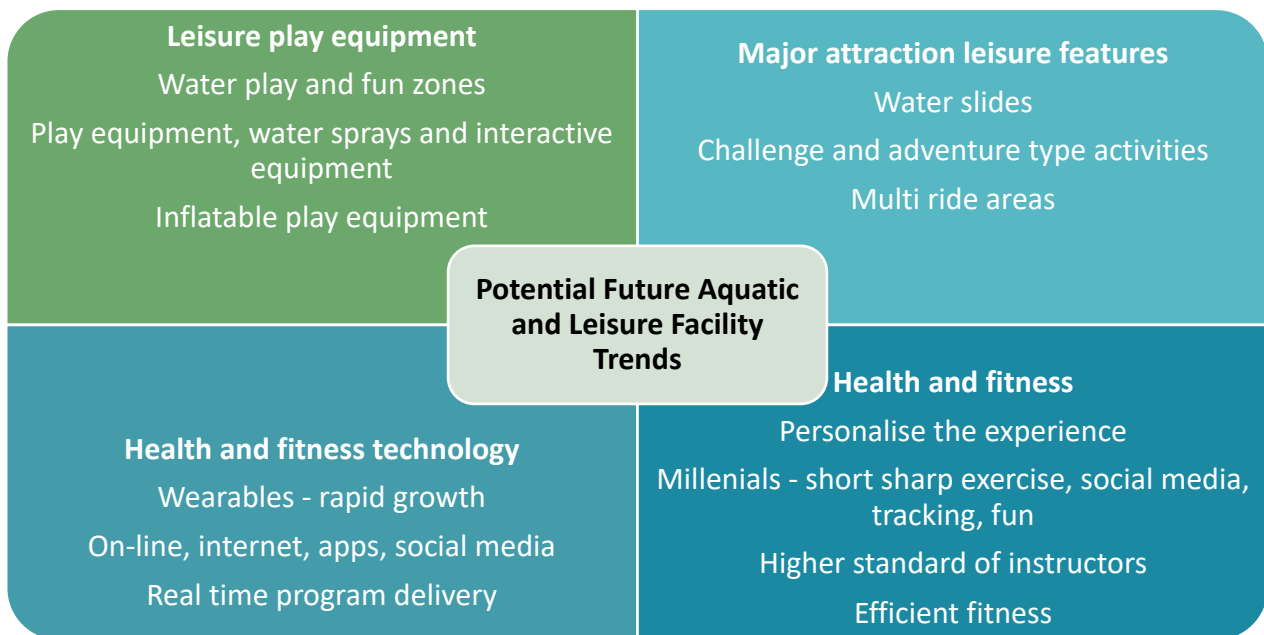 Leisure play equipment
Water play and fun zones
Play equipment, water sprays and interactive
equipment
Inflatable play equipment
Major attraction leisure features
Water slides
Challenge and adventure type activities
Multi ride areas
Potential Future Aquatic
and Leisure Facility
Trends
Health and fitness technology
Wearables - rapid growth
On-line, internet, apps, social media
Real time program delivery
Health and fitness
Personalise the experience
Millenials - short sharp exercise, social media,
tracking, fun
Higher standard of instructors
Efficient fitness